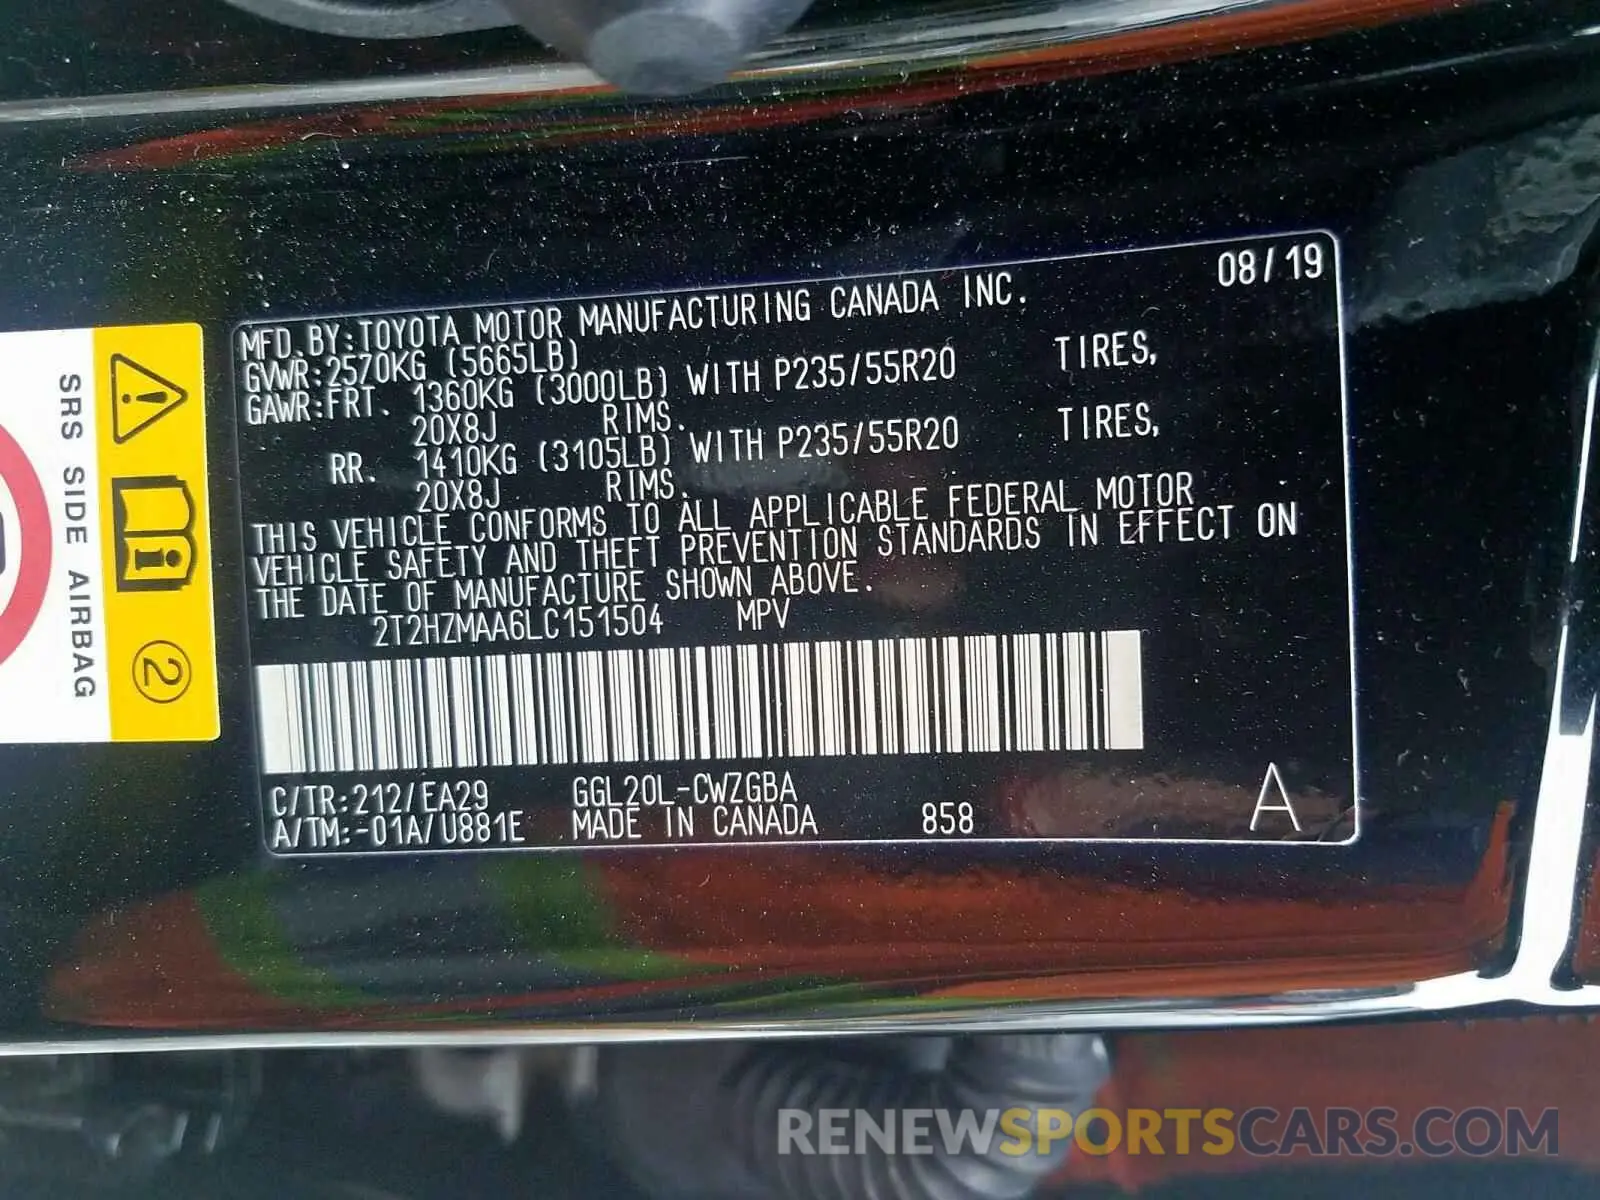 MFD. BY: TOYOTA MOTOR MANUFACTURING CANADA INC. 08/19
GVWR: 2570KG (5665LB)
GAWR: FRT. 1360KG (3000LB) WITH P235/55R20 TIRES,
20X8J RIMS.
RR. 1410KG (3105LB) WITH P235/55R20 TIRES,
20X8J RIMS.
THIS VEHICLE CONFORMS TO ALL APPLICABLE FEDERAL MOTOR
VEHICLE SAFETY AND THEFT PREVENTION STANDARDS IN EFFECT ON
THE DATE OF MANUFACTURE SHOWN ABOVE.
2T2HZMAA6LC151504 MPV
C/TR:212/EA29 GGL20L-CWZGBA
A/TM:-01A/U881E MADE IN CANADA 858 A
SRS SIDE AIRBAG
2
RENEWSPORTSCARS.COM